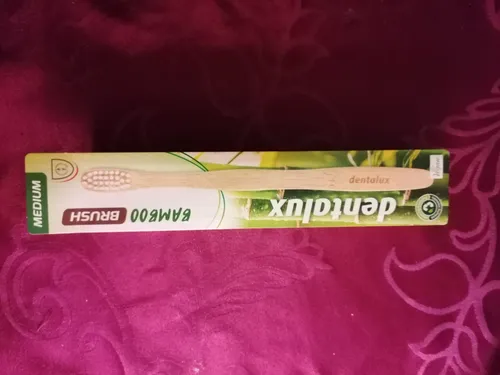 dentalux
dentalux
BAMBOO
BRUSH
MEDIUM